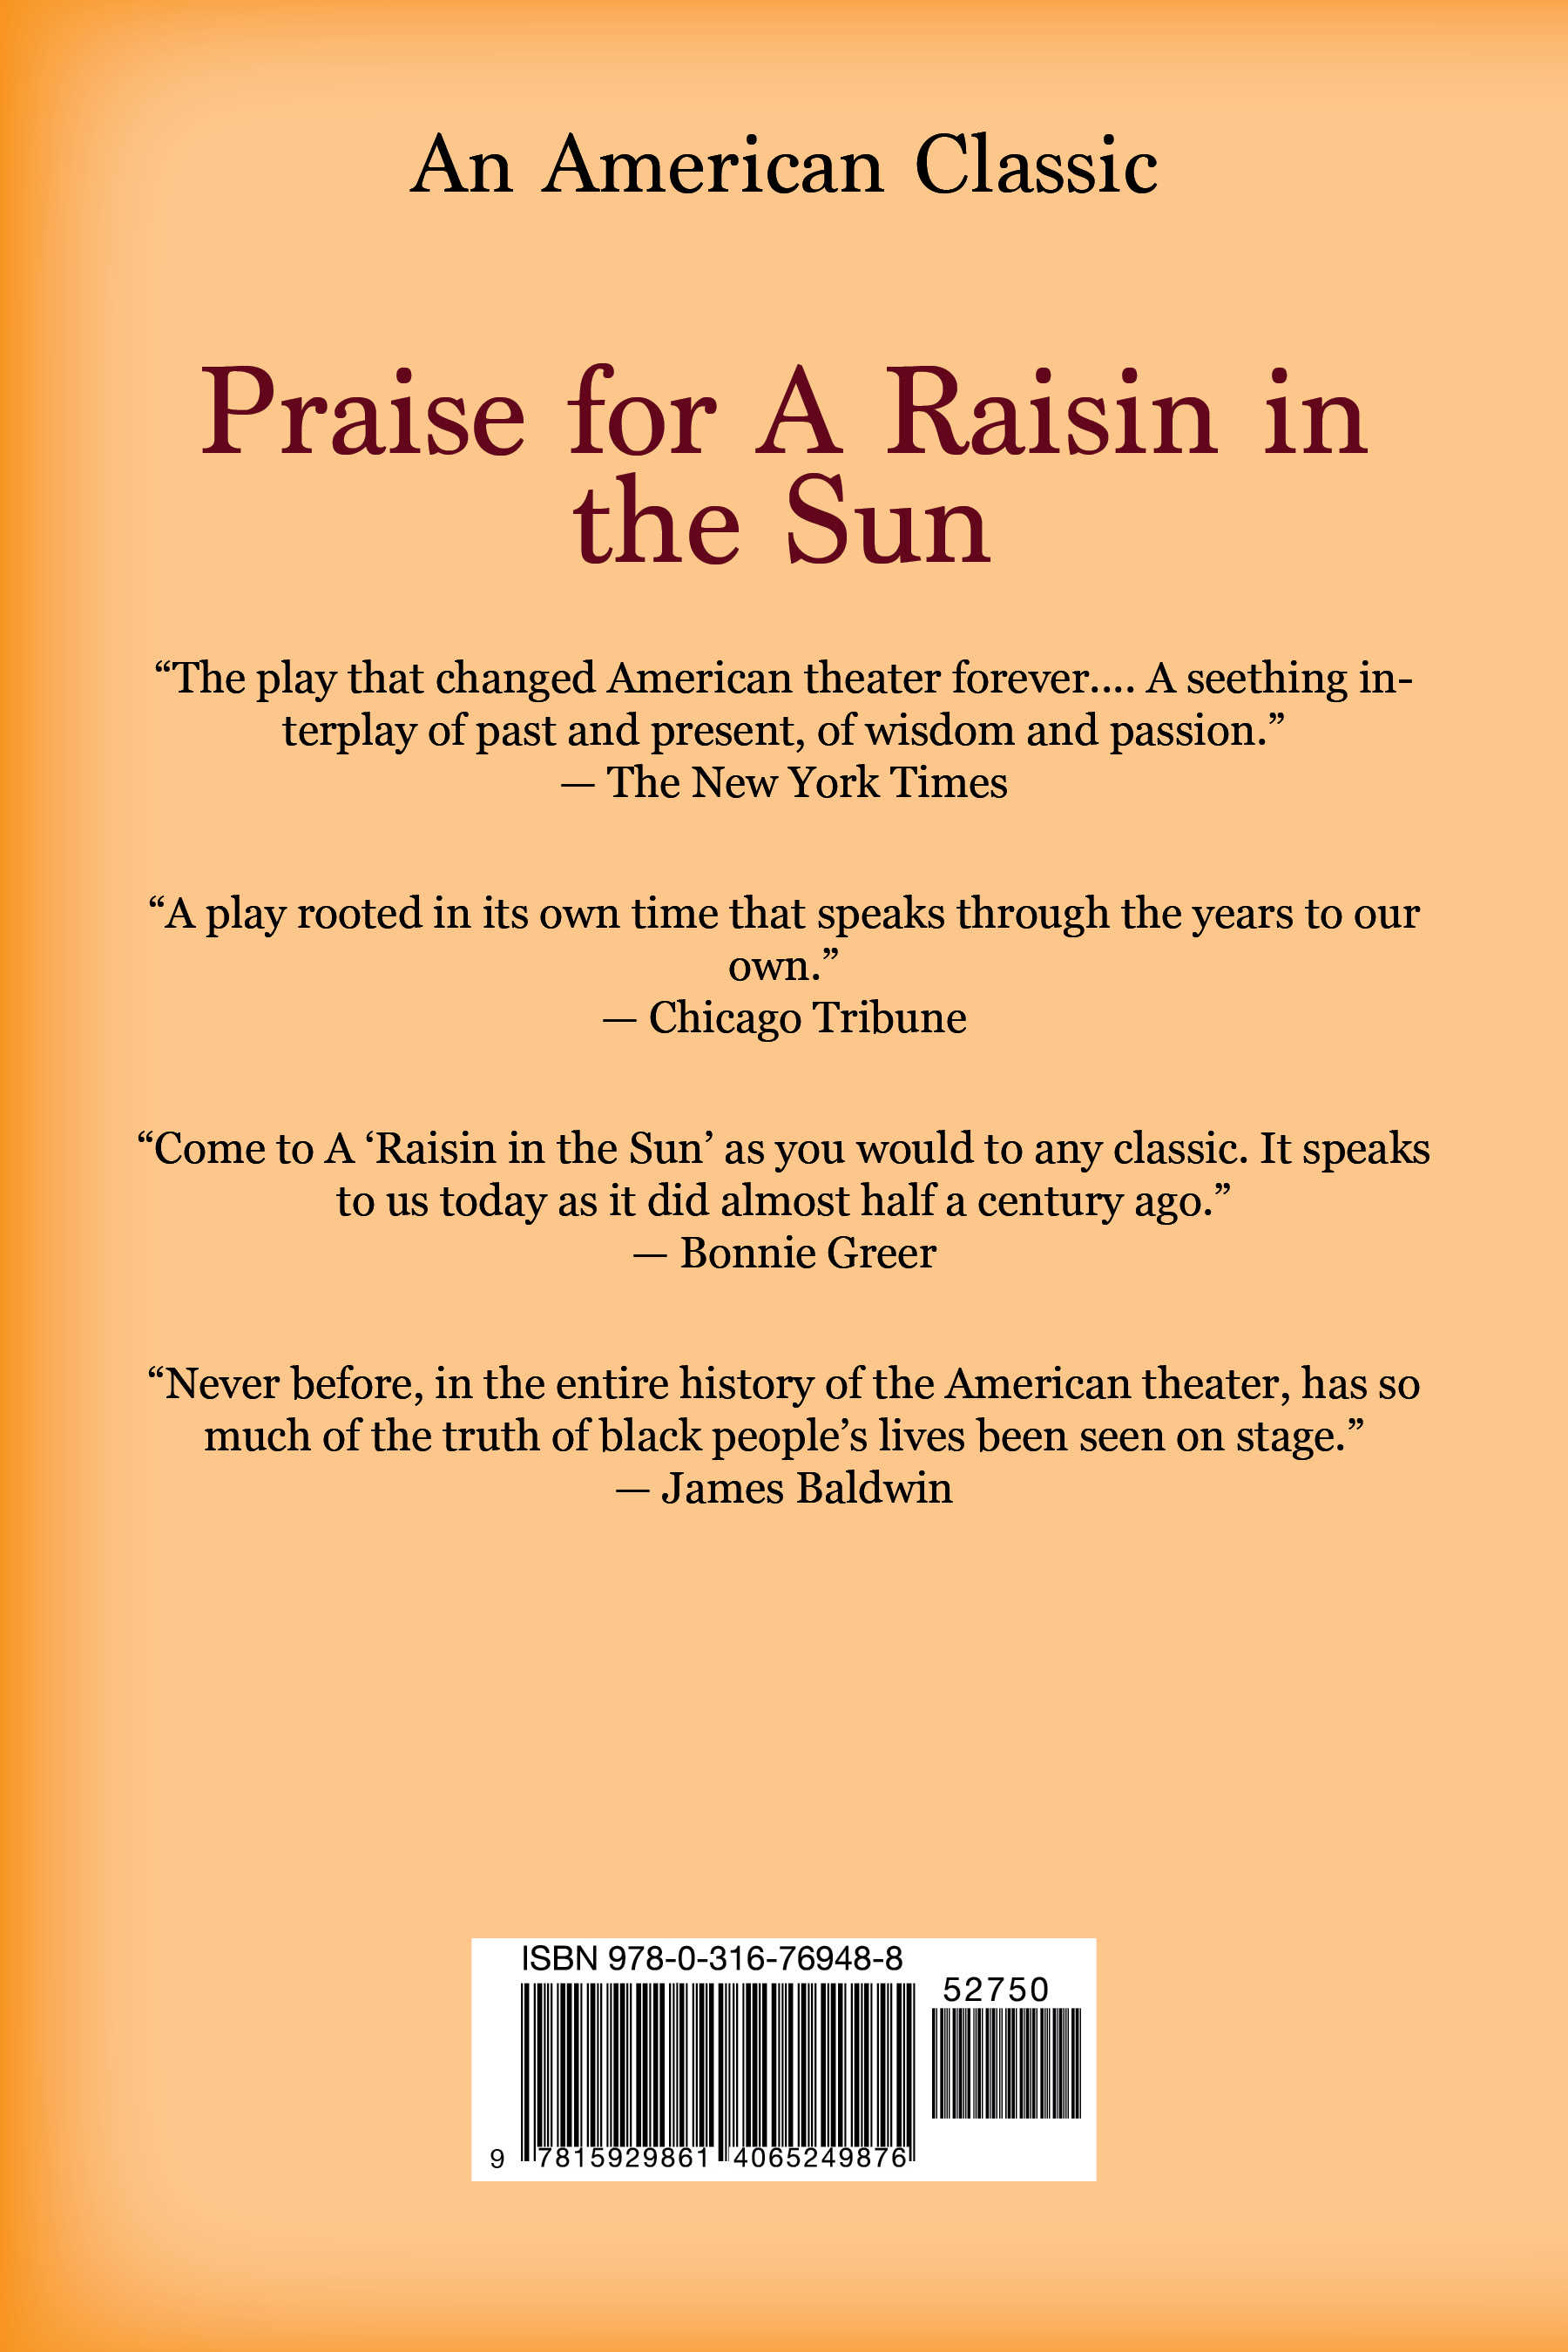 An American Classic
Praise for A Raisin in
the Sun
“The play that changed American theater forever.... A seething in-
terplay of past and present, of wisdom and passion.”
— The New York Times
“A play rooted in its own time that speaks through the years to our
own.”
— Chicago Tribune
“Come to A ‘Raisin in the Sun’ as you would to any classic. It speaks
to us today as it did almost half a century ago.”
— Bonnie Greer
“Never before, in the entire history of the American theater, has so
much of the truth of black people’s lives been seen on stage.”
— James Baldwin
ISBN 978-0-316-76948-8
52750
9 7815929861 4065249876